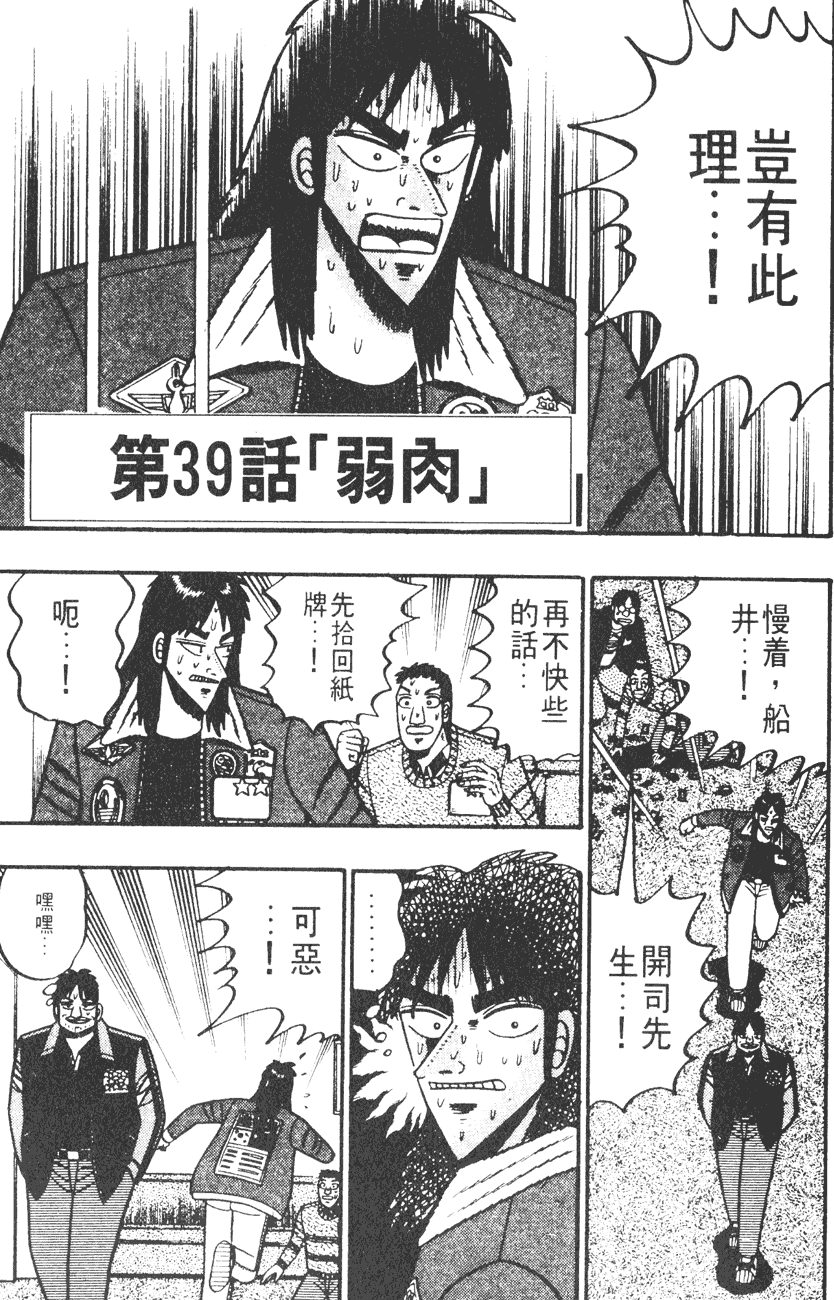 豈有此
理…！
第39話「弱肉」
慢着，船
井…！
開司先
生…！
再不快些
的話…
先拾回紙
牌…！
呃…！
……
可惡
…！
嘿嘿…